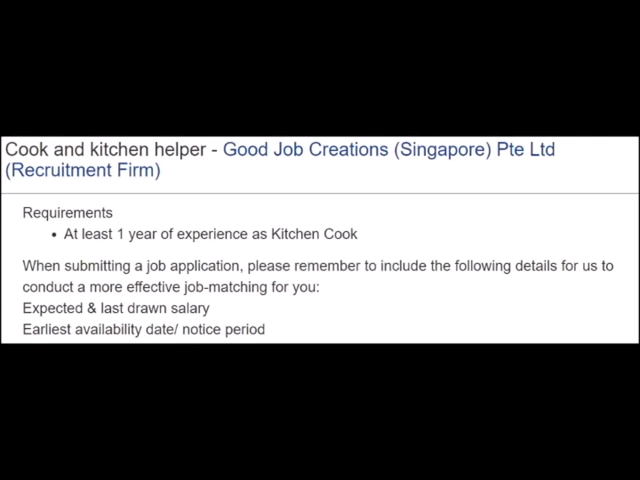 Cook and kitchen helper - Good Job Creations (Singapore) Pte Ltd
(Recruitment Firm)
Requirements
• At least 1 year of experience as Kitchen Cook
When submitting a job application, please remember to include the following details for us to
conduct a more effective job-matching for you:
Expected & last drawn salary
Earliest availability date/ notice period